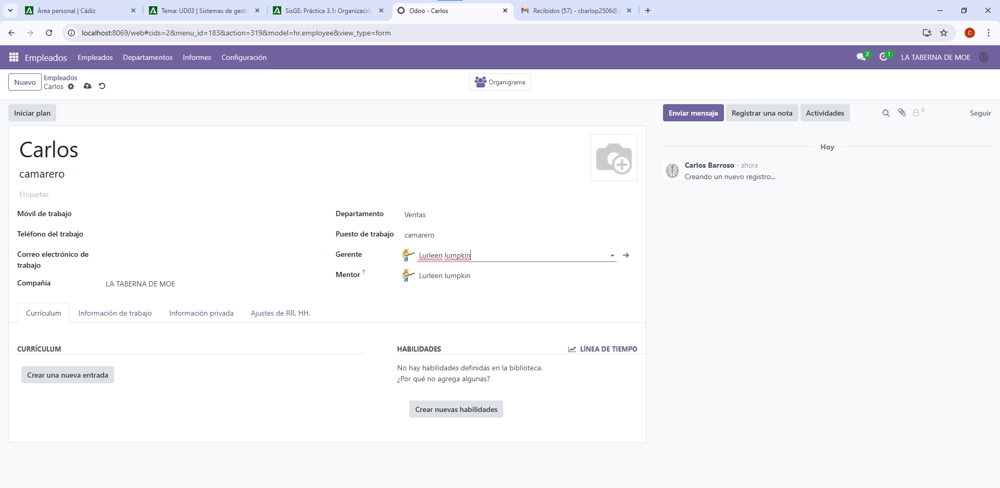 Área personal | Cádiz
Tema: UD03 | Sistemas de gesti
SisGE: Práctica 3.1: Organizació
Odoo - Carlos
Recibidos (57) - cbarlop2506@g
localhost:8069/web#cids=2&menu_id=183&action=319&model=hr.employee&view_type=form
C
Empleados
Empleados
Departamentos
Informes
Configuración
2
1
LA TABERNA DE MOE
Nuevo
Empleados
Carlos
Organigrama
Iniciar plan
Enviar mensaje
Registrar una nota
Actividades
0
Seguir
Carlos
camarero
Etiquetas
Móvil de trabajo
Teléfono del trabajo
Correo electrónico de
trabajo
Compañía LA TABERNA DE MOE
Departamento Ventas
Puesto de trabajo camarero
Gerente Lurleen lumpkin
Mentor ? Lurleen lumpkin
Hoy
Carlos Barroso - ahora
Creando un nuevo registro...
Currículum
Información de trabajo
Información privada
Ajustes de RR. HH.
CURRÍCULUM
Crear una nueva entrada
HABILIDADES
LÍNEA DE TIEMPO
No hay habilidades definidas en la biblioteca.
¿Por qué no agrega algunas?
Crear nuevas habilidades